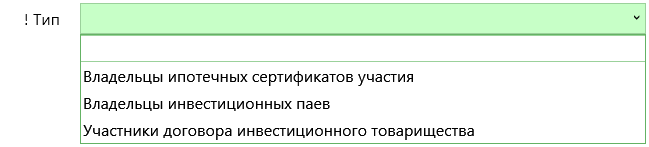 ! Тип
Владельцы ипотечных сертификатов участия
Владельцы инвестиционных паев
Участники договора инвестиционного товарищества